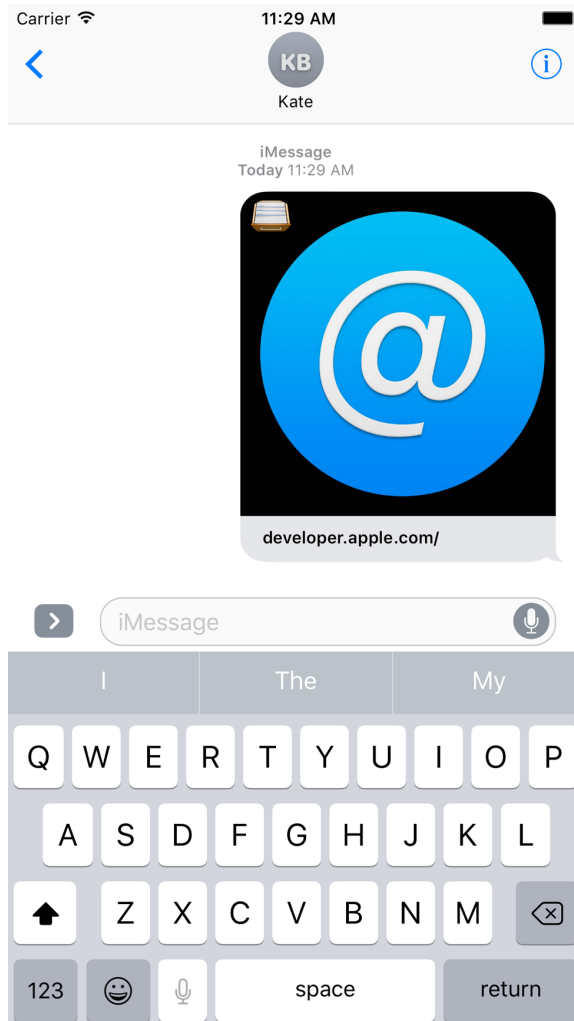 Carrier 11:29 AM
KB
Kate
iMessage
Today 11:29 AM
@
developer.apple.com/
iMessage
I The My
Q W E R T Y U I O P
A S D F G H J K L
Z X C V B N M
123 space return